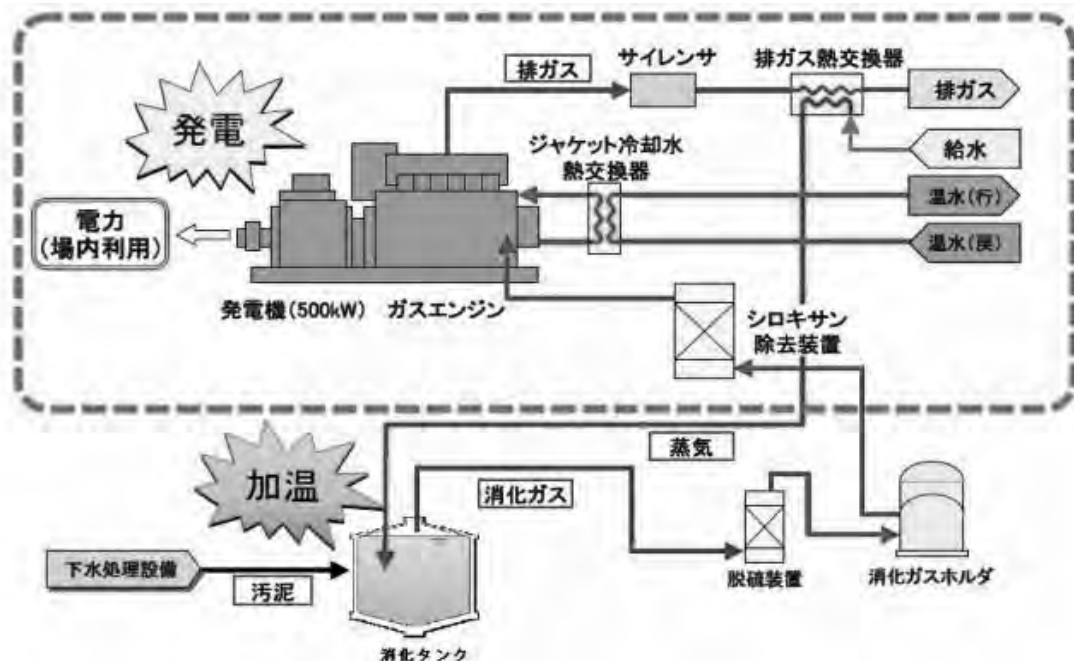 排ガス
サイレンサ
排ガス熱交換器
排ガス
発電
ジャケット冷却水
熱交換器
給水
温水(行)
電力
(場内利用)
温水(戻)
発電機(500kW)
ガスエンジン
シロキサン
除去装置
蒸気
加温
消化ガス
下水処理設備
汚泥
脱硫装置
消化ガスホルダ
消化タンク